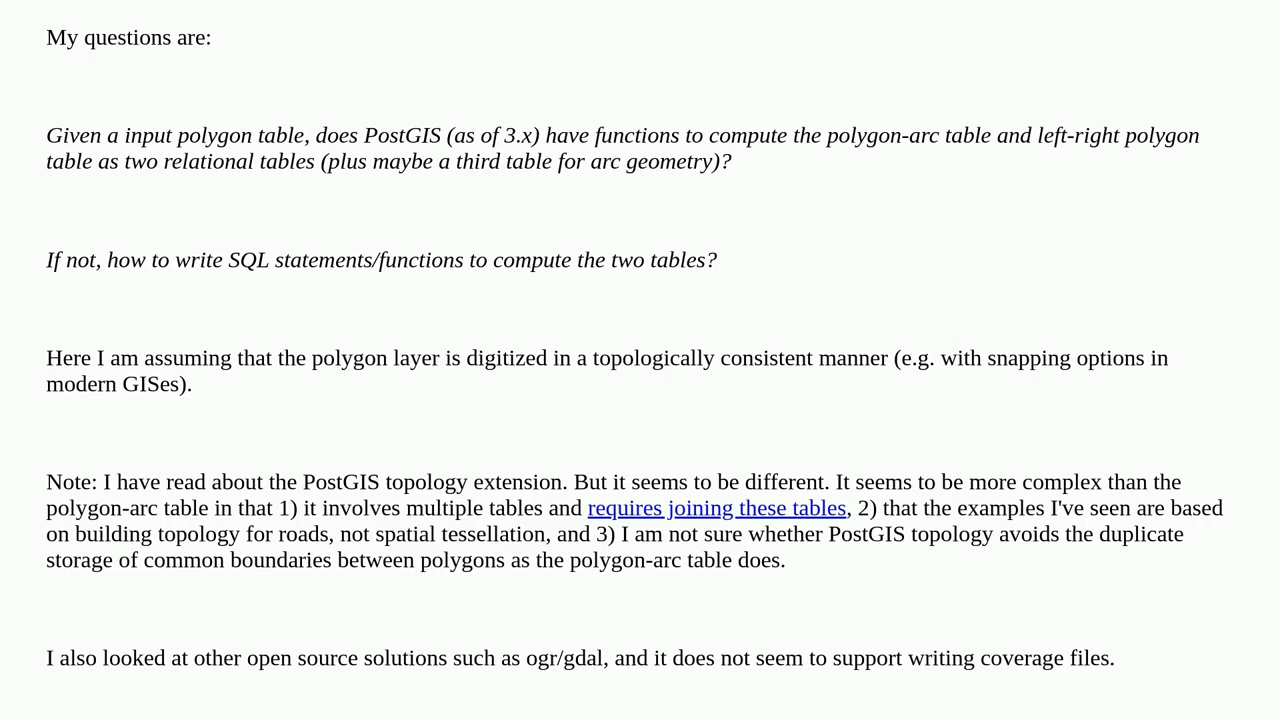 My questions are:
Given a input polygon table, does PostGIS (as of 3.x) have functions to compute the polygon-arc table and left-right polygon
table as two relational tables (plus maybe a third table for arc geometry)?
If not, how to write SQL statements/functions to compute the two tables?
Here I am assuming that the polygon layer is digitized in a topologically consistent manner (e.g. with snapping options in
modern GISes).
Note: I have read about the PostGIS topology extension. But it seems to be different. It seems to be more complex than the
polygon-arc table in that 1) it involves multiple tables and requires joining these tables, 2) that the examples I've seen are based
on building topology for roads, not spatial tessellation, and 3) I am not sure whether PostGIS topology avoids the duplicate
storage of common boundaries between polygons as the polygon-arc table does.
I also looked at other open source solutions such as ogr/gdal, and it does not seem to support writing coverage files.